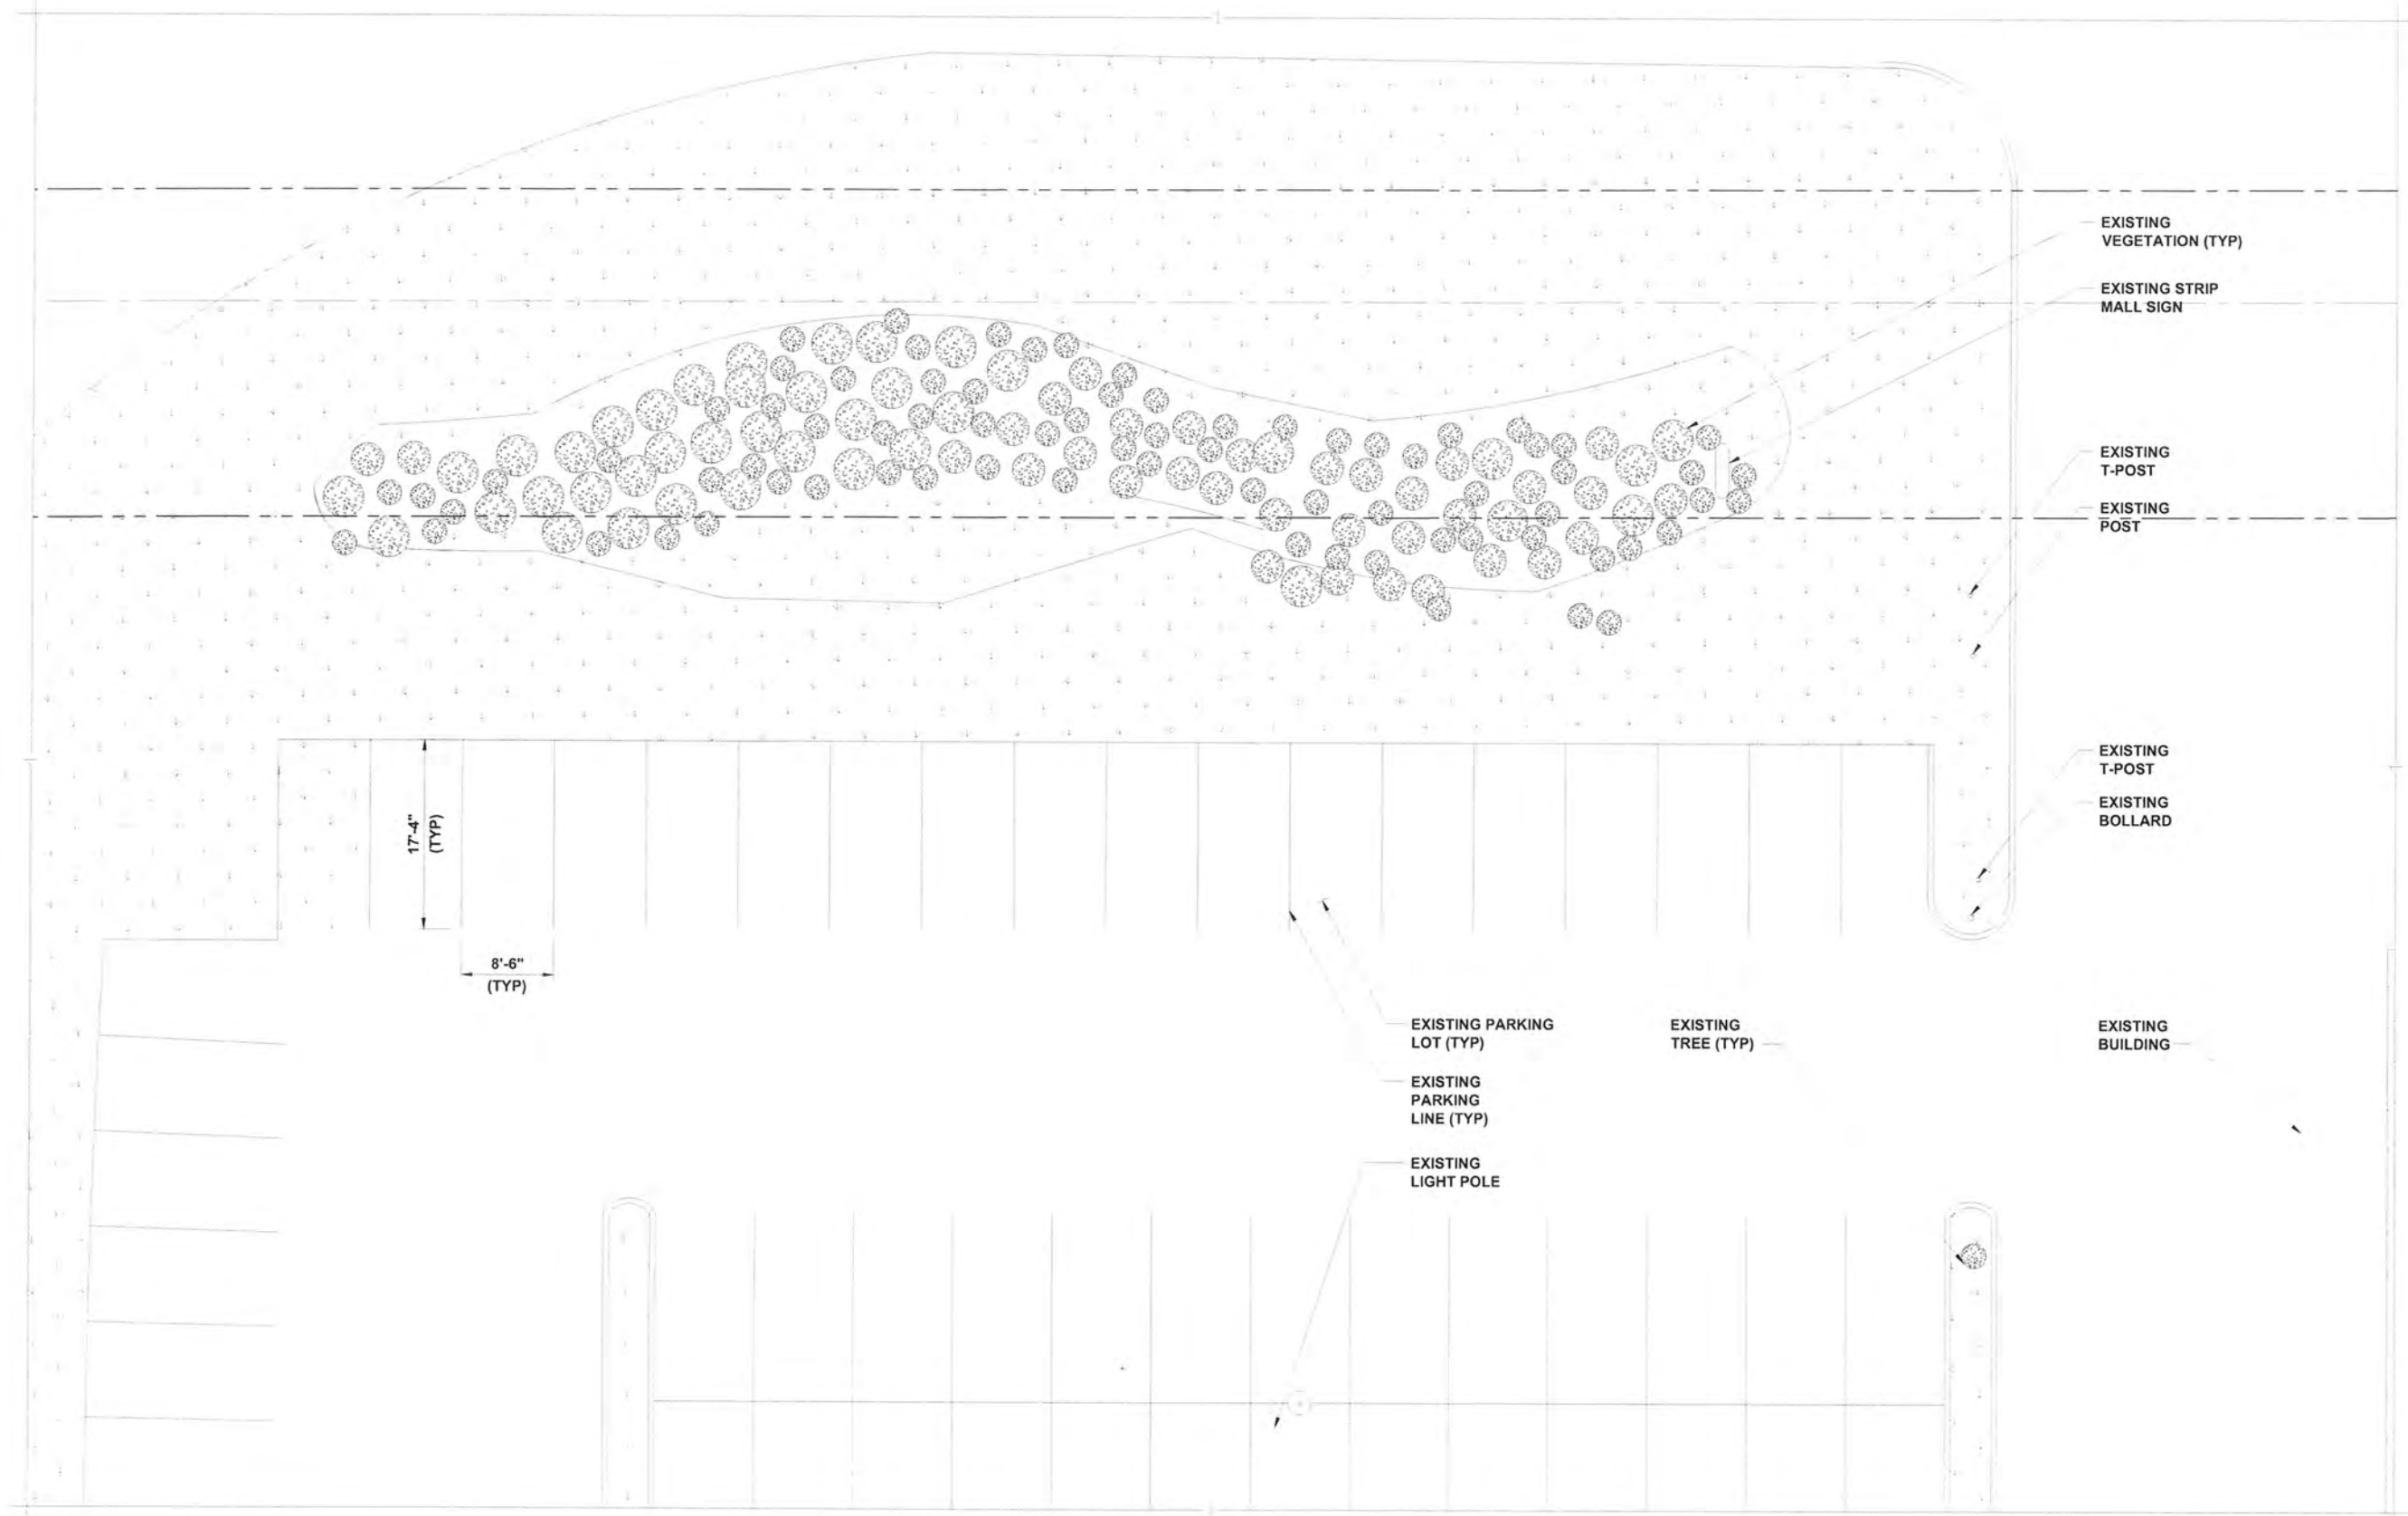 EXISTING
VEGETATION (TYP)
EXISTING STRIP
MALL SIGN
EXISTING
T-POST
EXISTING
POST
EXISTING
T-POST
EXISTING
BOLLARD
17'-4"
(TYP)
8'-6"
(TYP)
EXISTING PARKING
LOT (TYP)
EXISTING
TREE (TYP)
EXISTING
BUILDING
EXISTING
PARKING
LINE (TYP)
EXISTING
LIGHT POLE